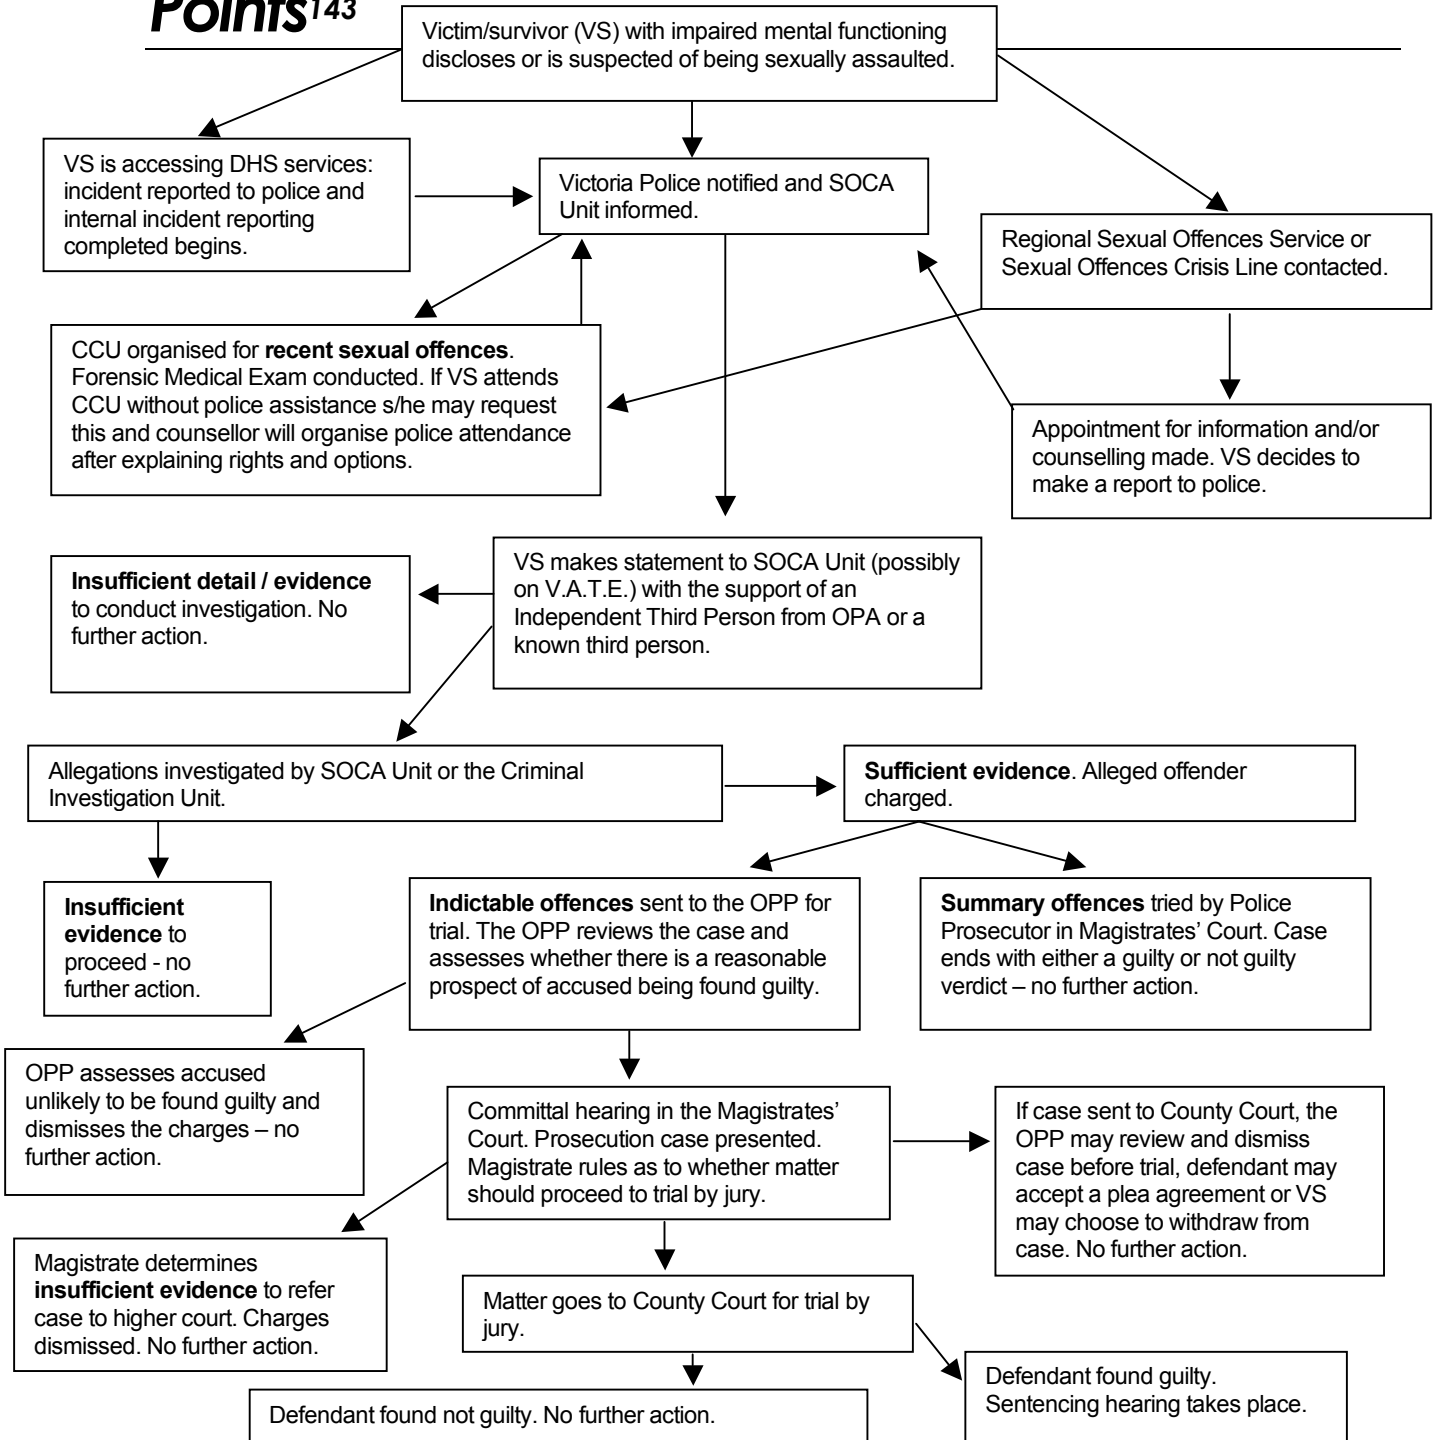 Points143
Victim/survivor (VS) with impaired mental functioning
discloses or is suspected of being sexually assaulted.
VS is accessing DHS services:
incident reported to police and
internal incident reporting
completed begins.
Victoria Police notified and SOCA
Unit informed.
Regional Sexual Offences Service or
Sexual Offences Crisis Line contacted.
CCU organised for recent sexual offences.
Forensic Medical Exam conducted. If VS attends
CCU without police assistance s/he may request
this and counsellor will organise police attendance
after explaining rights and options.
Appointment for information and/or
counselling made. VS decides to
make a report to police.
Insufficient detail / evidence
to conduct investigation. No
further action.
VS makes statement to SOCA Unit (possibly
on V.A.T.E.) with the support of an
Independent Third Person from OPA or a
known third person.
Allegations investigated by SOCA Unit or the Criminal
Investigation Unit.
Sufficient evidence. Alleged offender
charged.
Insufficient
evidence to
proceed - no
further action.
Indictable offences sent to the OPP for
trial. The OPP reviews the case and
assesses whether there is a reasonable
prospect of accused being found guilty.
Summary offences tried by Police
Prosecutor in Magistrates’ Court. Case
ends with either a guilty or not guilty
verdict – no further action.
OPP assesses accused
unlikely to be found guilty and
dismisses the charges – no
further action.
Committal hearing in the Magistrates’
Court. Prosecution case presented.
Magistrate rules as to whether matter
should proceed to trial by jury.
If case sent to County Court, the
OPP may review and dismiss
case before trial, defendant may
accept a plea agreement or VS
may choose to withdraw from
case. No further action.
Magistrate determines
insufficient evidence to refer
case to higher court. Charges
dismissed. No further action.
Matter goes to County Court for trial by
jury.
Defendant found not guilty. No further action.
Defendant found guilty.
Sentencing hearing takes place.